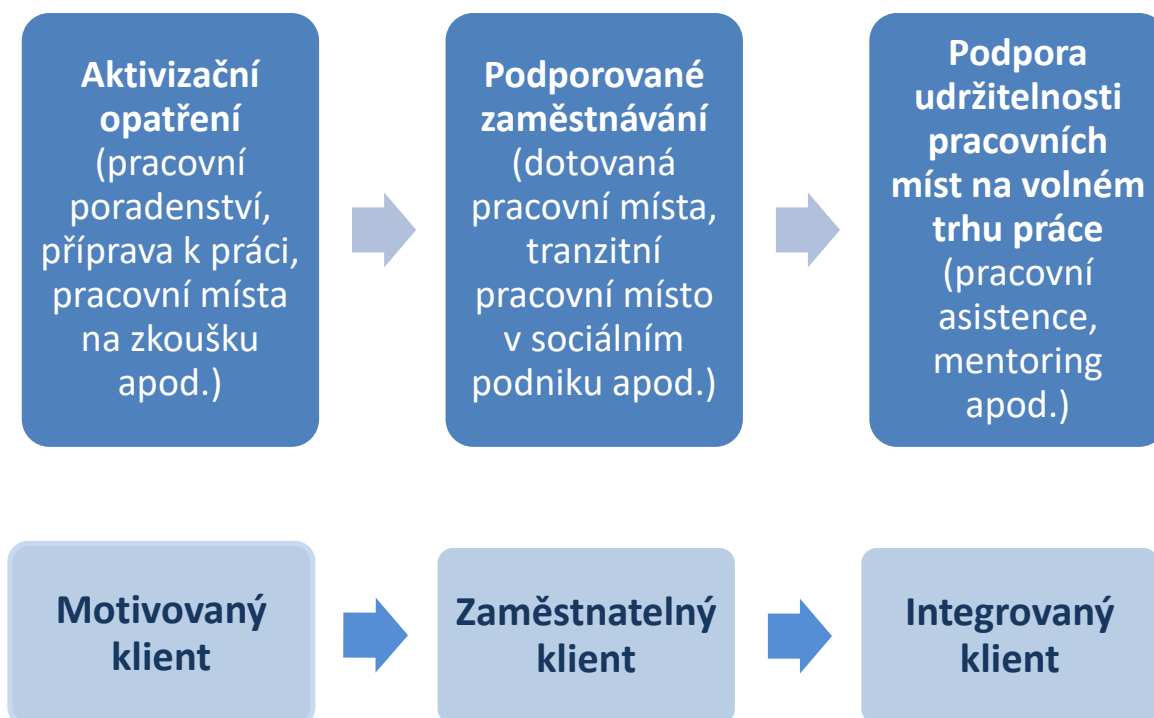 Aktivizační
opatření
(pracovní
poradenství,
příprava k práci,
pracovní místa
na zkoušku
apod.)
Podporované
zaměstnávání
(dotovaná
pracovní místa,
tranzitní
pracovní místo
v sociálním
podniku apod.)
Podpora
udržitelnosti
pracovních
míst na volném
trhu práce
(pracovní
asistence,
mentoring
apod.)
Motivovaný
klient
Zaměstnatelný
klient
Integrovaný
klient